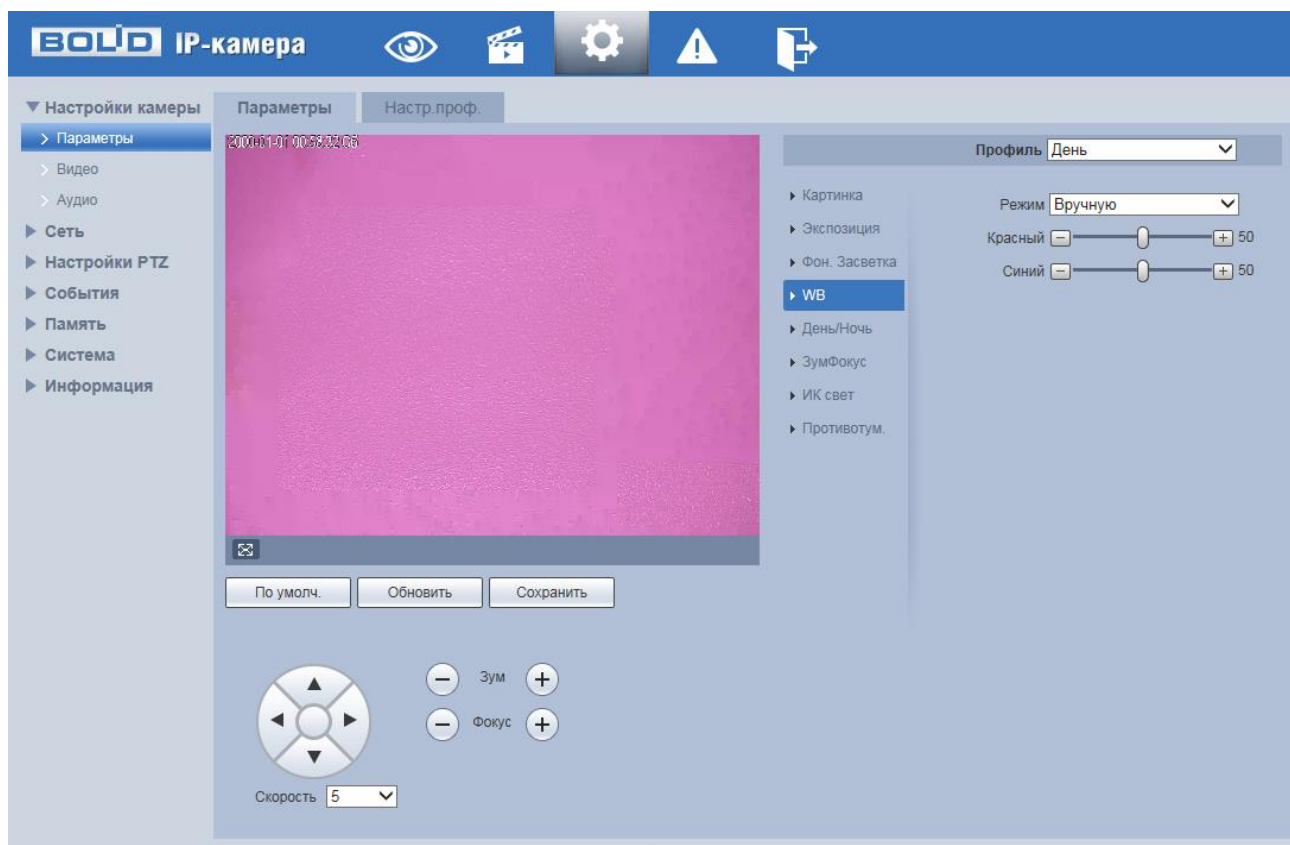 BOLID IP-камера
Настройки камеры
Параметры
Видео
Аудио
Сеть
Настройки PTZ
События
Память
Система
Информация
Параметры Настр.проф.
Профиль День
Картинка
Экспозиция
Фон. Засветка
WB
День/Ночь
ЗумФокус
ИК свет
Противотум.
Режим Вручную
Красный 50
Синий 50
По умолч. Обновить Сохранить
Зум
Фокус
Скорость 5